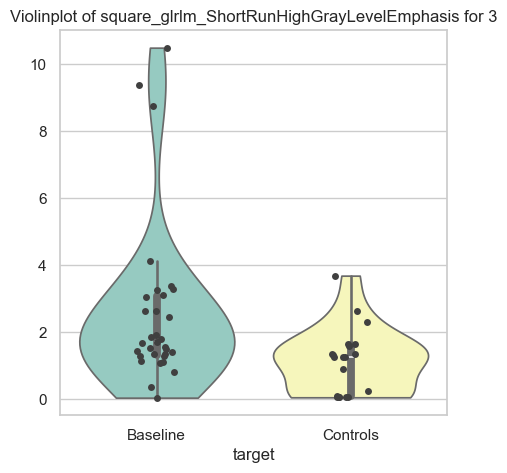 Violinplot of square_glrlm_ShortRunHighGrayLevelEmphasis for 3
10
8
6
4
2
0
Baseline
Controls
target